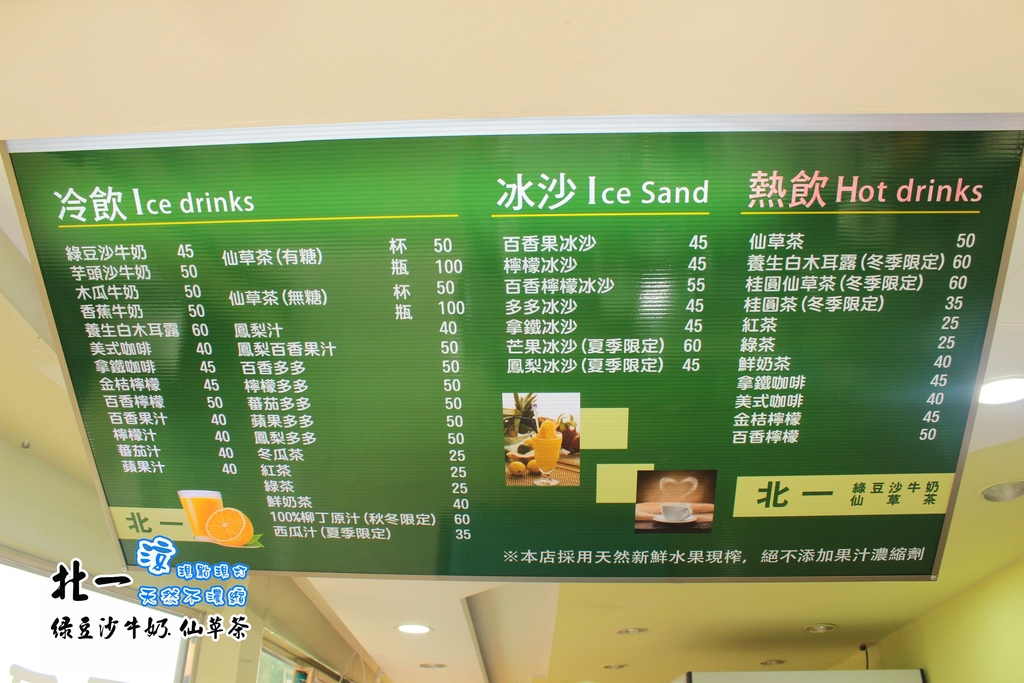 冷飲 Ice drinks
綠豆沙牛奶 45
芋頭沙牛奶 50
木瓜牛奶 50
香蕉牛奶 50
養生白木耳露 60
美式咖啡 40
拿鐵咖啡 45
金桔檸檬 45
百香檸檬 50
百香果汁 40
檸檬汁 40
蕃茄汁 40
蘋果汁 40
仙草茶(有糖) 杯 50
瓶 100
仙草茶(無糖) 杯 50
瓶 100
鳳梨汁 40
鳳梨百香果汁 50
百香多多 50
檸檬多多 50
蕃茄多多 50
蘋果多多 50
鳳梨多多 50
冬瓜茶 25
紅茶 25
綠茶 25
鮮奶茶 40
100%柳丁原汁(秋冬限定) 60
西瓜汁(夏季限定) 35
北一
冰沙 Ice Sand
百香果冰沙 45
檸檬冰沙 45
百香檸檬冰沙 55
多多冰沙 45
拿鐵冰沙 45
芒果冰沙(夏季限定) 60
鳳梨冰沙(夏季限定) 45
熱飲 Hot drinks
仙草茶 50
養生白木耳露(冬季限定) 60
桂圓仙草茶(冬季限定) 60
桂圓茶(冬季限定) 35
紅茶 25
綠茶 25
鮮奶茶 40
拿鐵咖啡 45
美式咖啡 40
金桔檸檬 45
百香檸檬 50
北一 綠豆沙牛奶
仙草茶
※本店採用天然新鮮水果現榨，絕不添加果汁濃縮劑
北一 涼 現點現打
天然不濃縮
綠豆沙牛奶.仙草茶